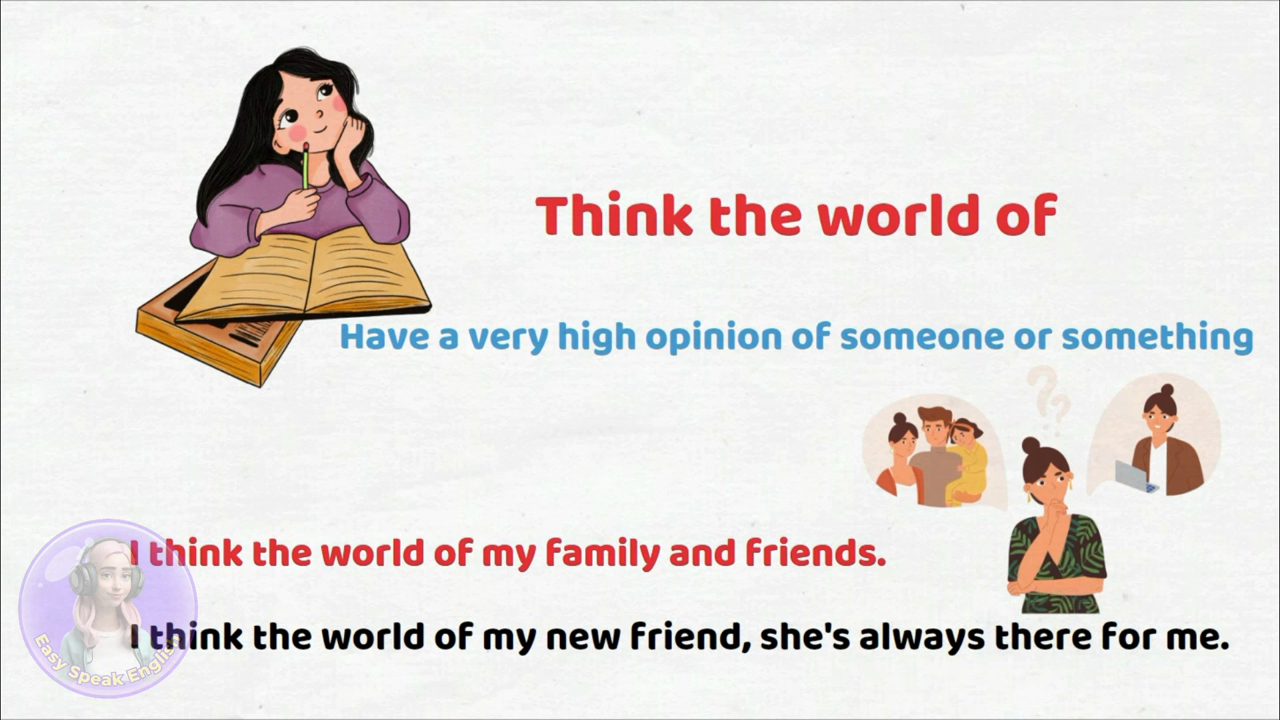 Think the world of
Have a very high opinion of someone or something
I think the world of my family and friends.
I think the world of my new friend, she's always there for me.
Easy Speak English